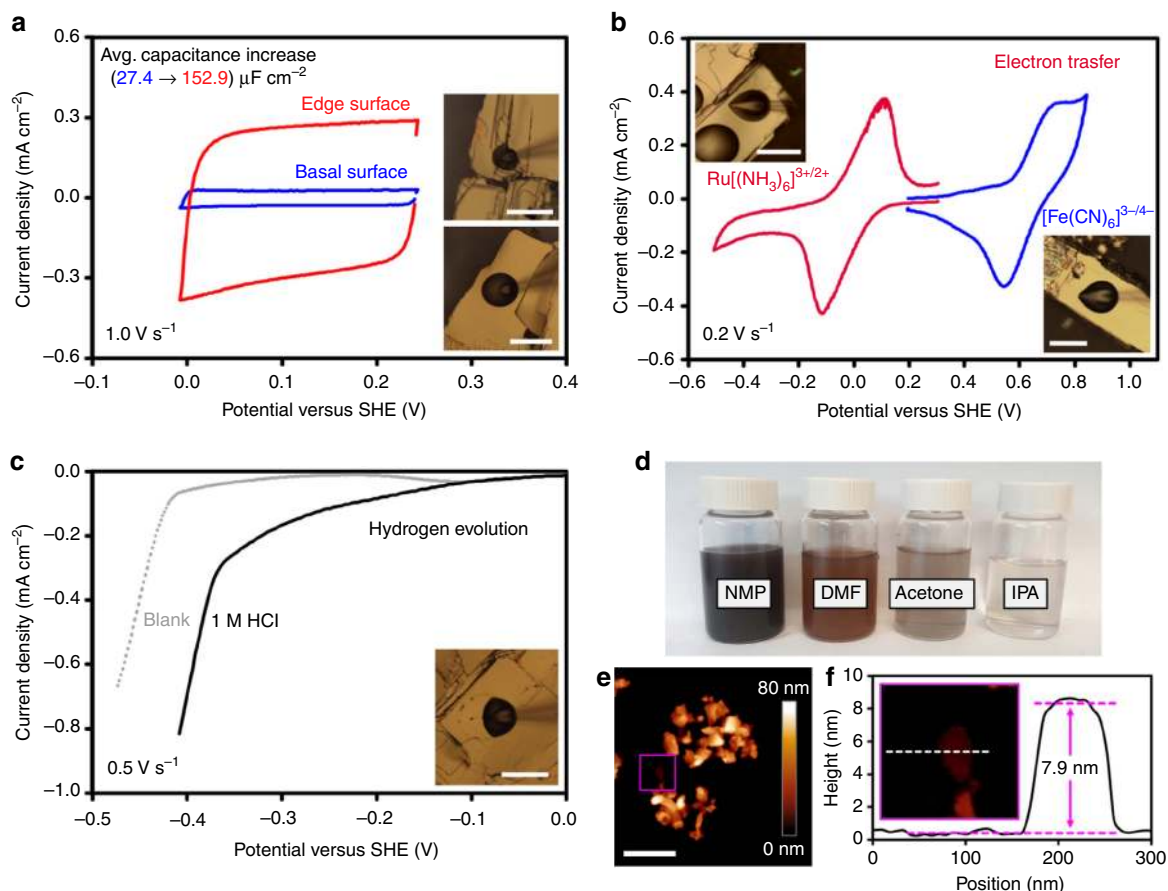 a
0.6
0.3
0.0
–0.3
–0.6
Current density (mA cm–2)
Avg. capacitance increase
(27.4 → 152.9) μF cm–2
Edge surface
Basal surface
1.0 V s–1
–0.1
0.0
0.1
0.2
0.3
0.4
Potential versus SHE (V)
b
0.6
0.4
0.2
–0.0
–0.2
–0.4
–0.6
Current density (mA cm–2)
Electron trasfer
Ru[(NH3)6]3+/2+
[Fe(CN)6]3–/4–
0.2 V s–1
–0.6
–0.4
–0.2
0.0
0.2
0.4
0.6
0.8
1.0
Potential versus SHE (V)
c
0.0
–0.2
–0.4
–0.6
–0.8
–1.0
Current density (mA cm–2)
Hydrogen evolution
Blank
1 M HCl
0.5 V s–1
–0.5
–0.4
–0.3
–0.2
–0.1
0.0
Potential versus SHE (V)
d
NMP
DMF
Acetone
IPA
e
80 nm
0 nm
f
10
8
6
4
2
0
Height (nm)
7.9 nm
0
100
200
300
Position (nm)